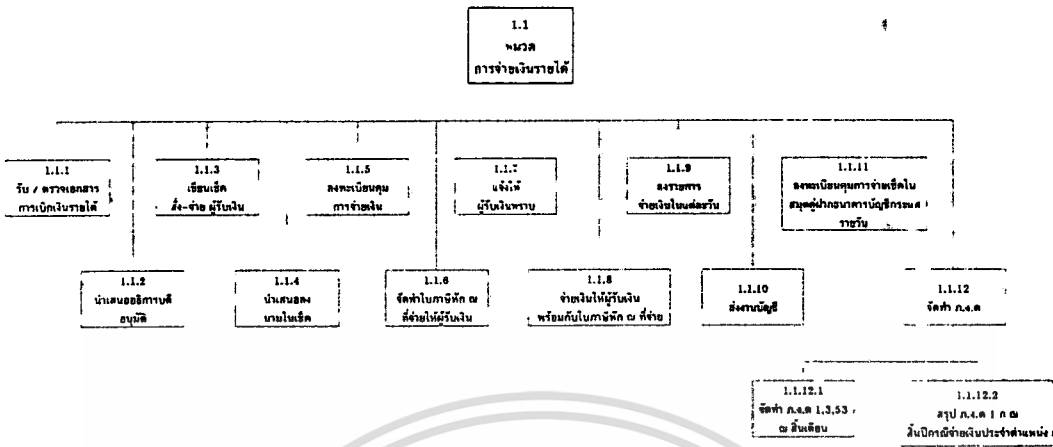 1.1
หมวด
การจ่ายเงินรายได้
1.1.1
รับ / ตรวจเอกสาร
การเบิกเงินรายได้
1.1.3
เขียนเช็ค
สั่ง-จ่าย ผู้รับเงิน
1.1.5
ลงทะเบียนคุม
การจ่ายเงิน
1.1.7
แจ้งให้
ผู้รับเงินทราบ
1.1.9
ลงรายการ
จ่ายเงินในแต่ละวัน
1.1.11
ลงทะเบียนคุมการจ่ายเช็คใน
สมุดคู่ฝากธนาคารบัญชีกระแส
รายวัน
1.1.2
นำเสนออธิการบดี
อนุมัติ
1.1.4
นำเสนอลง
นามในเช็ค
1.1.6
จัดทำใบภาษีหัก ณ
ที่จ่ายให้ผู้รับเงิน
1.1.8
จ่ายเงินให้ผู้รับเงิน
พร้อมกับใบภาษีหัก ณ ที่จ่าย
1.1.10
ส่งงานบัญชี
1.1.12
จัดทำ ภ.ง.ด
1.1.12.1
จัดทำ ภ.ง.ด 1,3,53
ณ สิ้นเดือน
1.1.12.2
สรุป ภ.ง.ด 1 ก ณ
สิ้นปีกรณีจ่ายเงินประจำตำแหน่ง